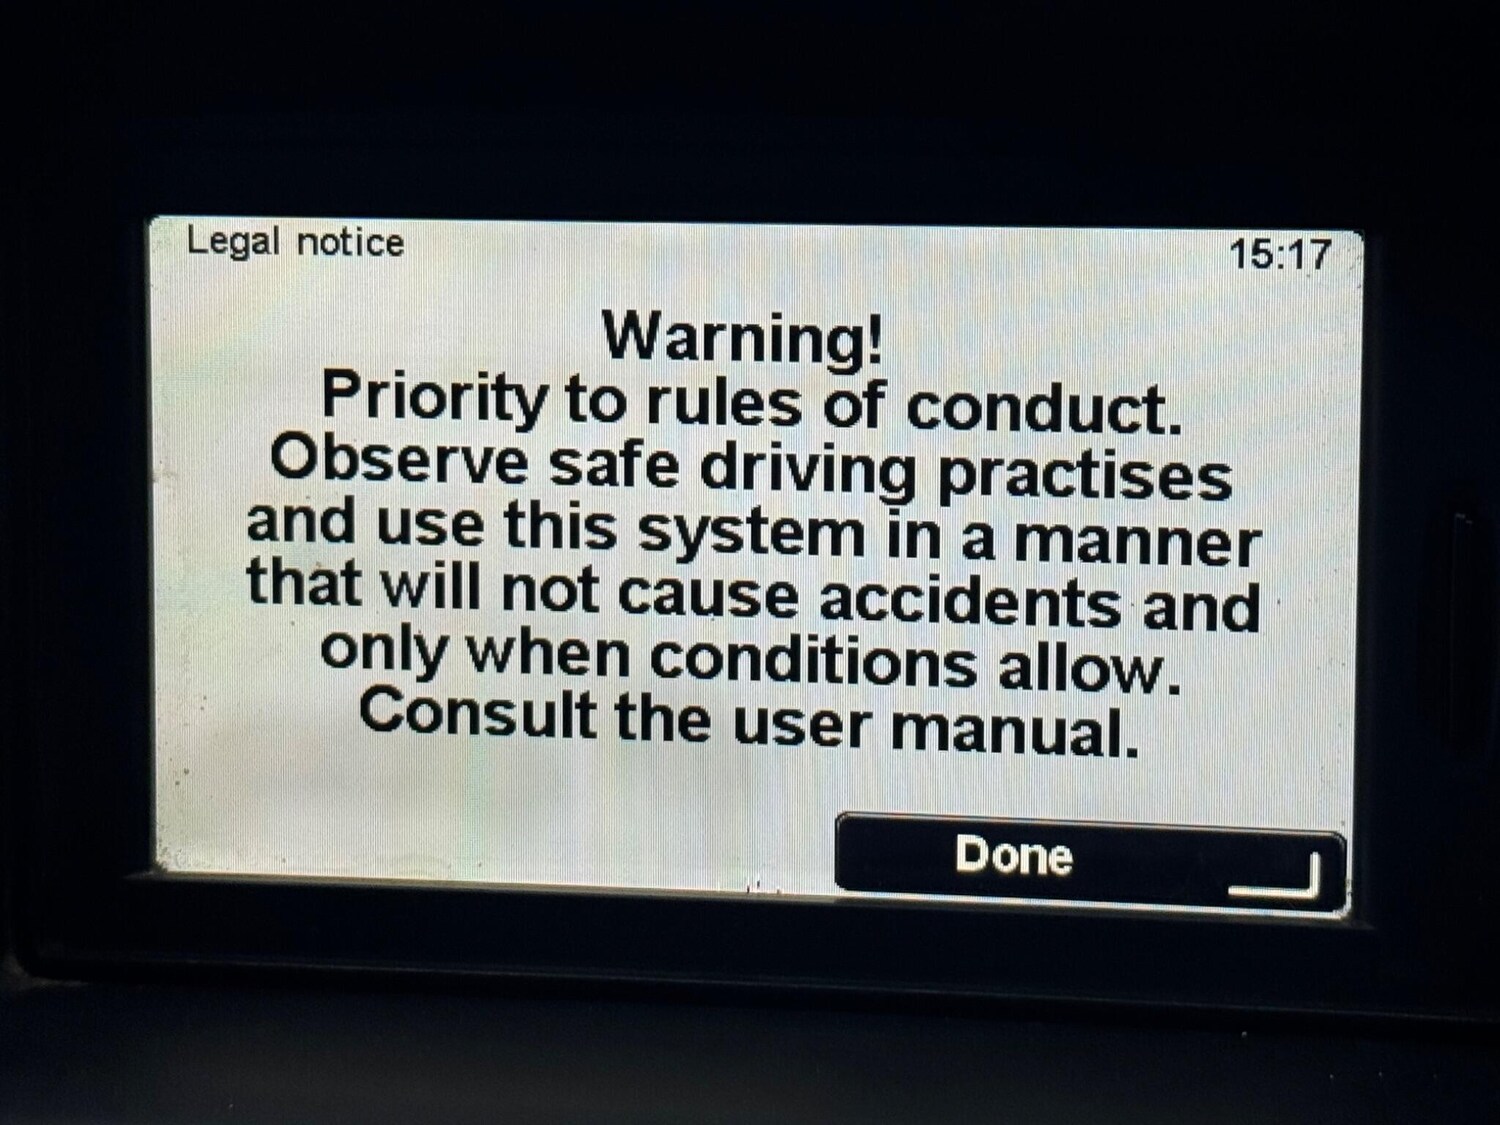 Legal notice
15:17
Warning!
Priority to rules of conduct.
Observe safe driving practises
and use this system in a manner
that will not cause accidents and
only when conditions allow.
Consult the user manual.
Done